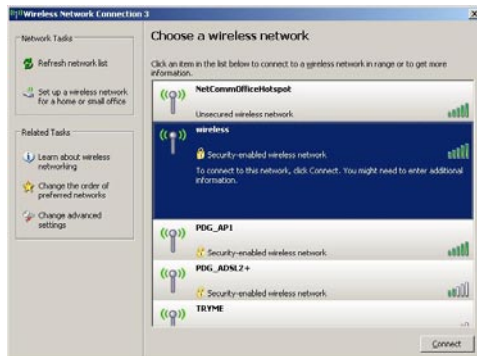 Wireless Network Connection 3
Network Tasks
Refresh network list
Set up a wireless network
for a home or small office
Related Tasks
Learn about wireless
networking
Change the order of
preferred networks
Change advanced
settings
Choose a wireless network
Click an item in the list below to connect to a wireless network in range or to get more
information.
NetCommOfficeHotspot
Unsecured wireless network
wireless
Security-enabled wireless network
To connect to this network, click Connect. You might need to enter additional
information.
PDG_AP1
Security-enabled wireless network
PDG_ADSL2+
Security-enabled wireless network
TRYME
Connect